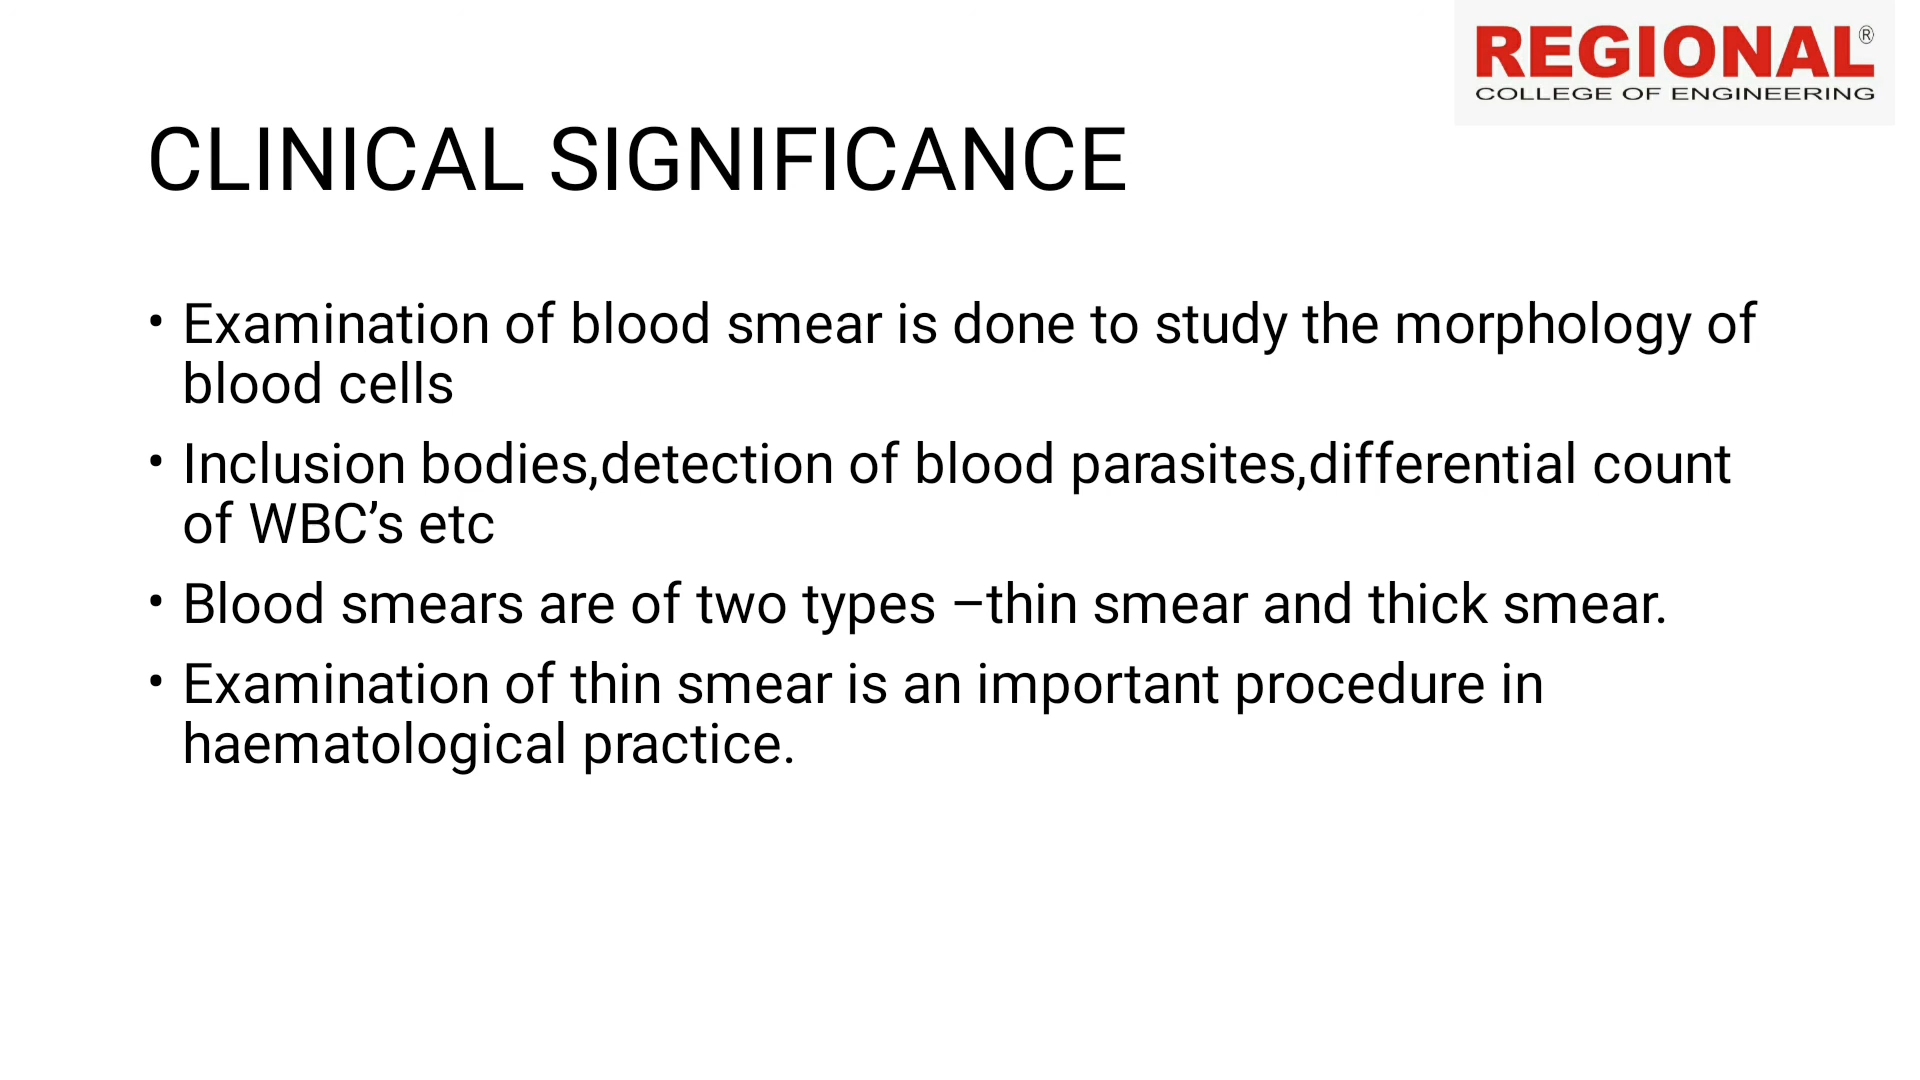 REGIONAL®
COLLEGE OF ENGINEERING
CLINICAL SIGNIFICANCE
• Examination of blood smear is done to study the morphology of
blood cells
• Inclusion bodies,detection of blood parasites,differential count
of WBC’s etc
• Blood smears are of two types –thin smear and thick smear.
• Examination of thin smear is an important procedure in
haematological practice.